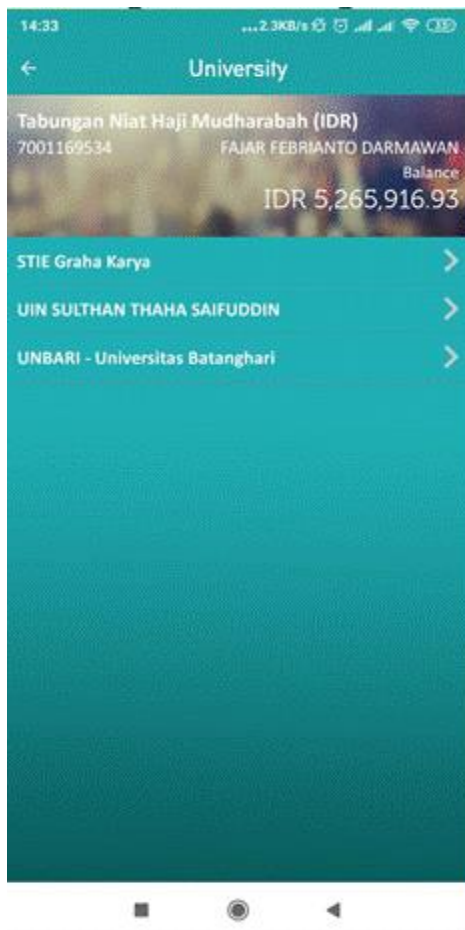 14:33 ...2.3KB/s
University
Tabungan Niat Haji Mudharabah (IDR)
7001169534 FAJAR FEBRIANTO DARMAWAN
Balance
IDR 5,265,916.93
STIE Graha Karya
UIN SULTHAN THAHA SAIFUDDIN
UNBARI - Universitas Batanghari